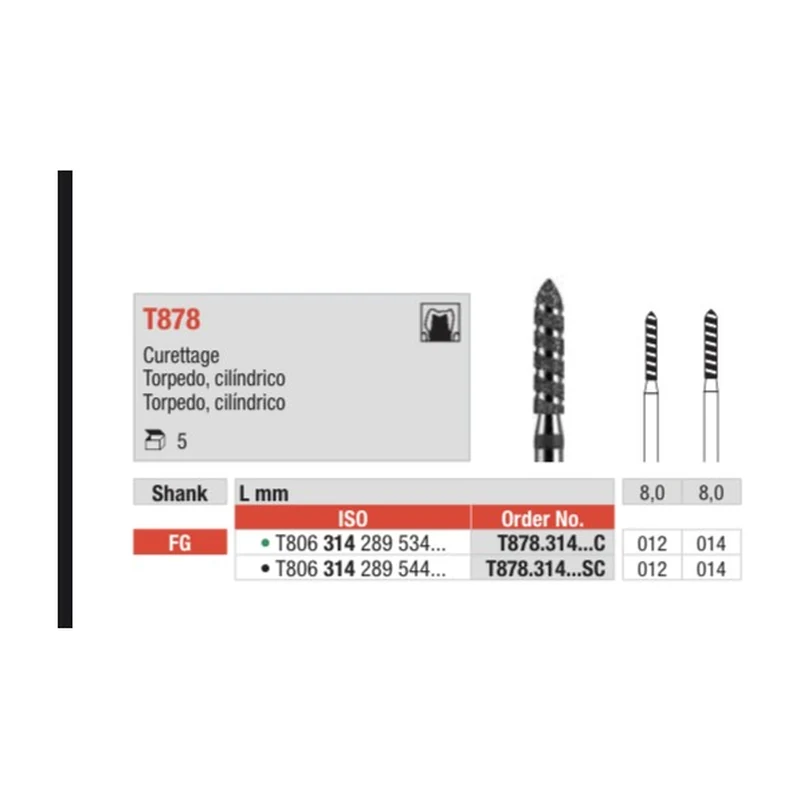 T878
Curettage
Torpedo, cilíndrico
Torpedo, cilíndrico
5
Shank L mm 8,0 8,0
ISO Order No.
FG • T806 314 289 534... T878.314...C 012 014
• T806 314 289 544... T878.314...SC 012 014